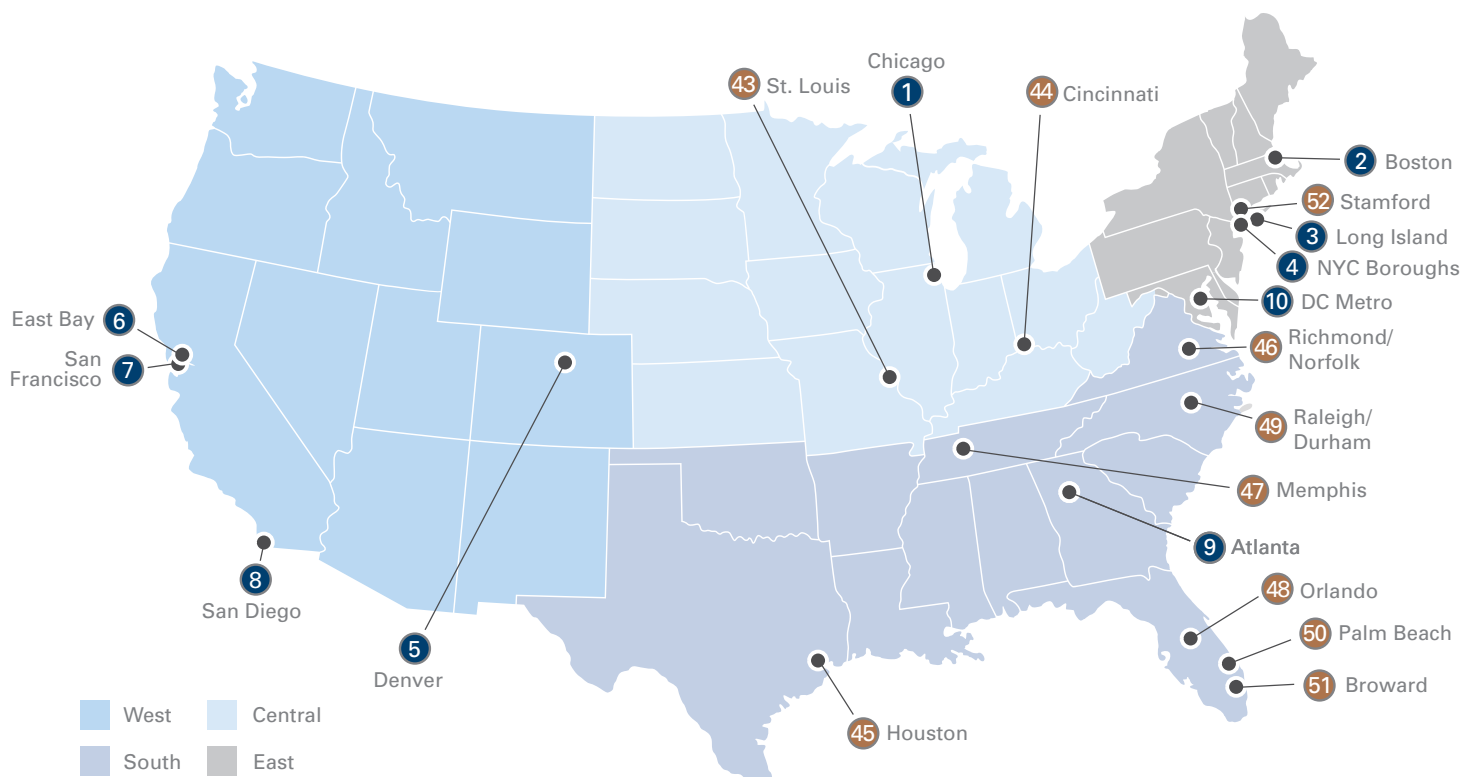 Chicago
1
43 St. Louis
44 Cincinnati
2 Boston
52 Stamford
3 Long Island
4 NYC Boroughs
10 DC Metro
East Bay 6
San
Francisco
7
46
Richmond/
Norfolk
49
Raleigh/
Durham
47 Memphis
9 Atlanta
8
San Diego
48 Orlando
50 Palm Beach
5
Denver
51 Broward
45 Houston
West
Central
South
East